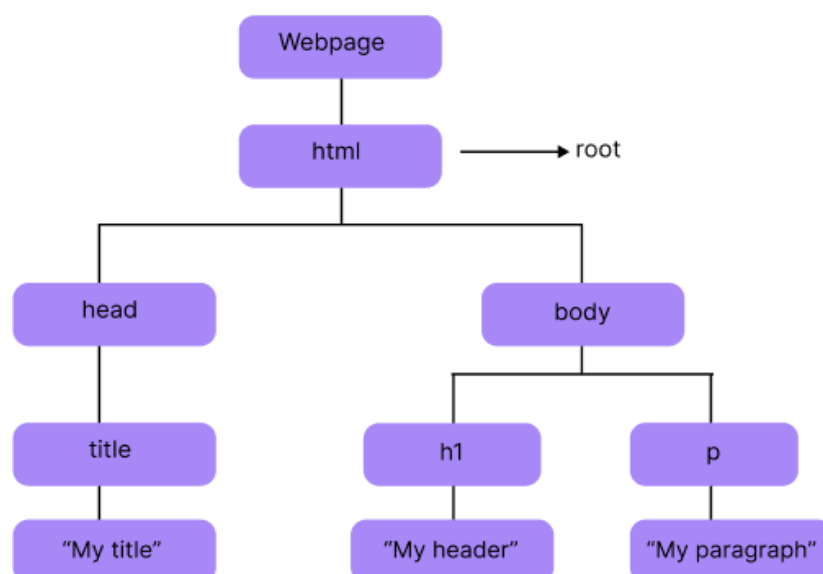 Webpage
html
root
head
body
title
h1
p
“My title”
“My header”
“My paragraph”